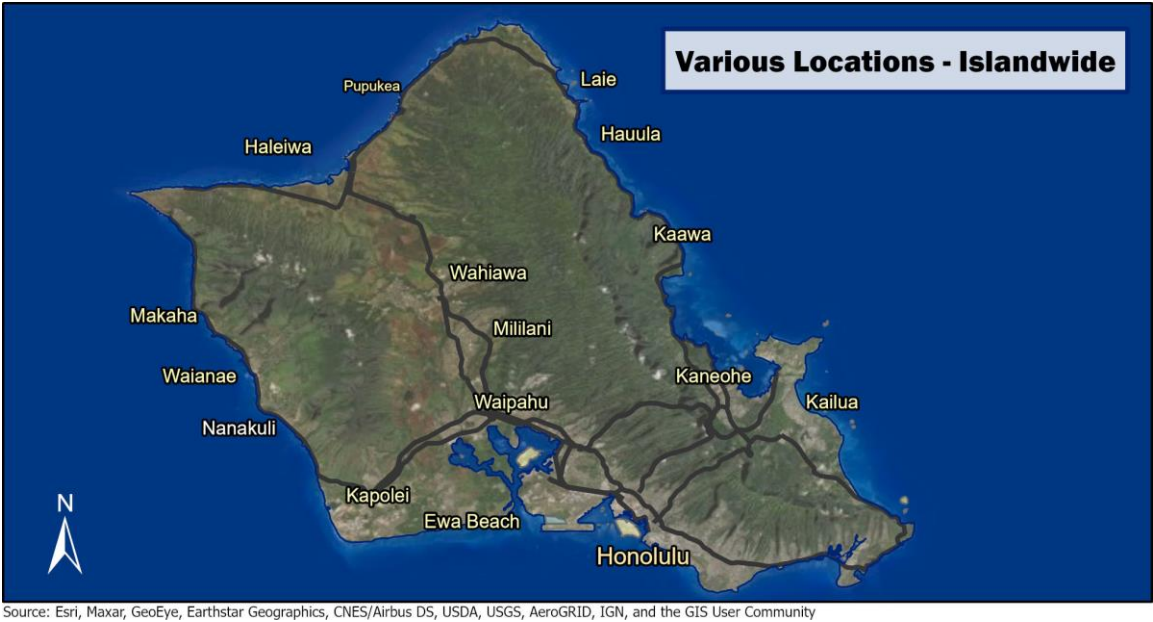 Various Locations - Islandwide
Laie
Pupukea
Hauula
Haleiwa
Kaawa
Wahiawa
Makaha
Mililani
Waianae
Kaneohe
Waipahu
Kailua
Nanakuli
Kapolei
N
Ewa Beach
Honolulu
Source: Esri, Maxar, GeoEye, Earthstar Geographics, CNES/Airbus DS, USDA, USGS, AeroGRID, IGN, and the GIS User Community